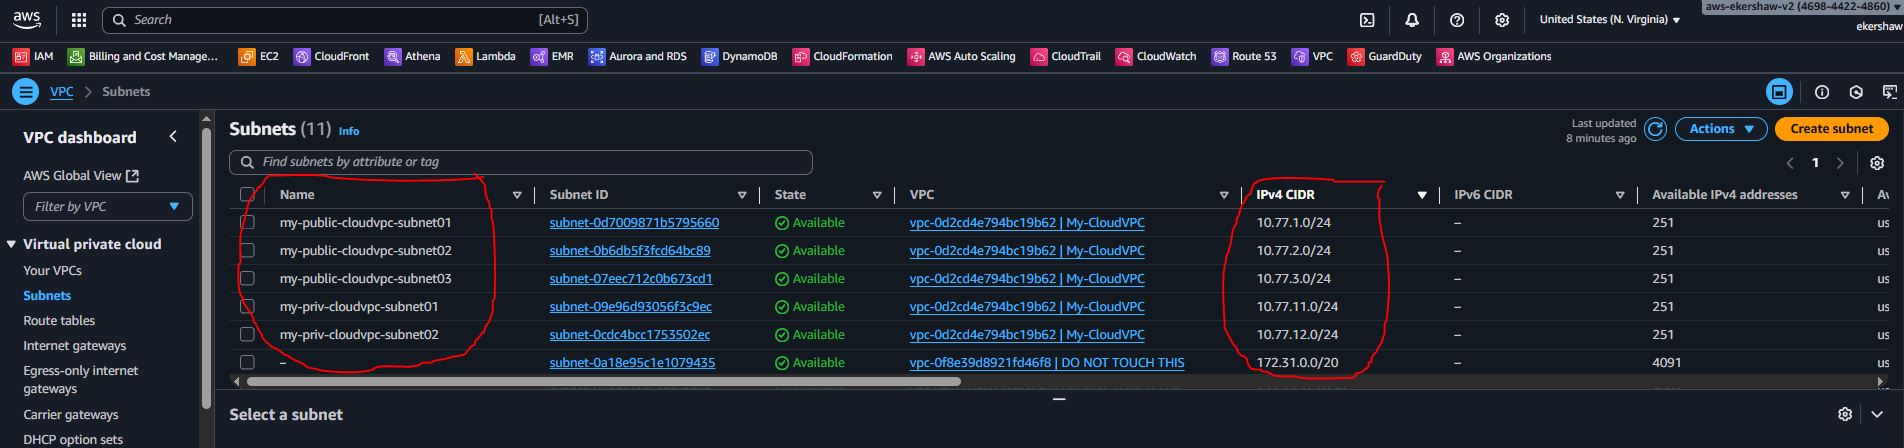 aws
Search [Alt+S]
United States (N. Virginia)
aws-ekershaw-v2 (4698-4422-4860)
ekershaw
IAM Billing and Cost Manage... EC2 CloudFront Athena Lambda EMR Aurora and RDS DynamoDB CloudFormation AWS Auto Scaling CloudTrail CloudWatch Route 53 VPC GuardDuty AWS Organizations
VPC > Subnets
VPC dashboard
AWS Global View
Filter by VPC
Virtual private cloud
Your VPCs
Subnets
Route tables
Internet gateways
Egress-only internet
gateways
Carrier gateways
DHCP option sets
Subnets (11) Info
Last updated
8 minutes ago
Actions
Create subnet
Find subnets by attribute or tag
1
Name Subnet ID State VPC IPv4 CIDR IPv6 CIDR Available IPv4 addresses
my-public-cloudvpc-subnet01 subnet-0d7009871b5795660 Available vpc-0d2cd4e794bc19b62 | My-CloudVPC 10.77.1.0/24 – 251 us
my-public-cloudvpc-subnet02 subnet-0b6db5f3fcd64bc89 Available vpc-0d2cd4e794bc19b62 | My-CloudVPC 10.77.2.0/24 – 251 us
my-public-cloudvpc-subnet03 subnet-07eec712c0b673cd1 Available vpc-0d2cd4e794bc19b62 | My-CloudVPC 10.77.3.0/24 – 251 us
my-priv-cloudvpc-subnet01 subnet-09e96d93056f3c9ec Available vpc-0d2cd4e794bc19b62 | My-CloudVPC 10.77.11.0/24 – 251 us
my-priv-cloudvpc-subnet02 subnet-0cdc4bcc1753502ec Available vpc-0d2cd4e794bc19b62 | My-CloudVPC 10.77.12.0/24 – 251 us
– subnet-0a18e95c1e1079435 Available vpc-0f8e39d8921fd46f8 | DO NOT TOUCH THIS 172.31.0.0/20 – 4091 us
Select a subnet